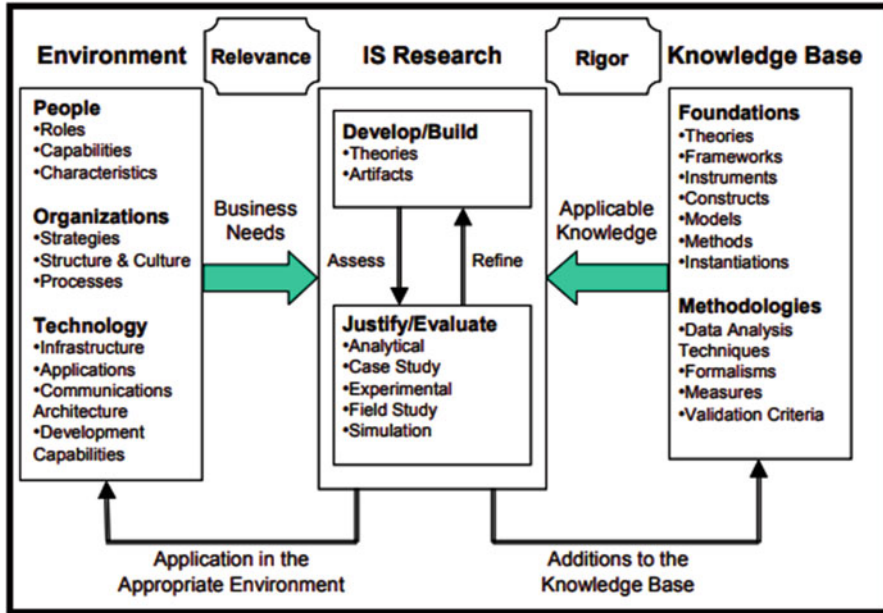 Environment
Relevance
IS Research
Rigor
Knowledge Base
People
•Roles
•Capabilities
•Characteristics
Organizations
•Strategies
•Structure & Culture
•Processes
Technology
•Infrastructure
•Applications
•Communications
Architecture
•Development
Capabilities
Business
Needs
Develop/Build
•Theories
•Artifacts
Assess
Refine
Justify/Evaluate
•Analytical
•Case Study
•Experimental
•Field Study
•Simulation
Applicable
Knowledge
Foundations
•Theories
•Frameworks
•Instruments
•Constructs
•Models
•Methods
•Instantiations
Methodologies
•Data Analysis
Techniques
•Formalisms
•Measures
•Validation Criteria
Application in the
Appropriate Environment
Additions to the
Knowledge Base